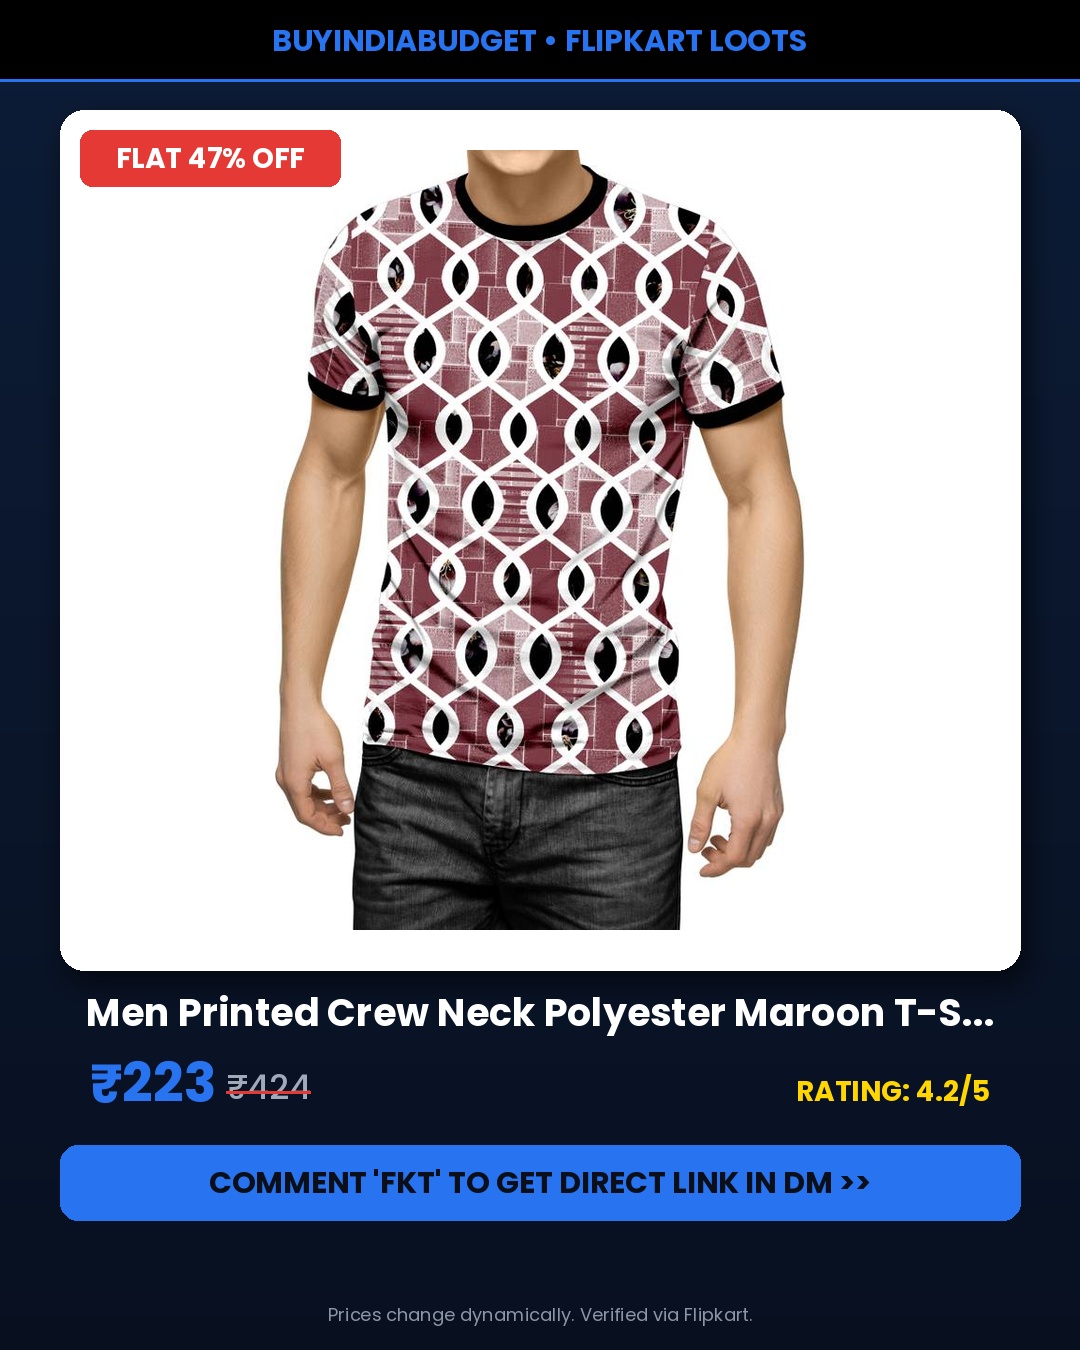 BUYINDIABUDGET • FLIPKART LOOTS
FLAT 47% OFF
Men Printed Crew Neck Polyester Maroon T-S...
₹223 ₹424
RATING: 4.2/5
COMMENT 'FKT' TO GET DIRECT LINK IN DM >>
Prices change dynamically. Verified via Flipkart.